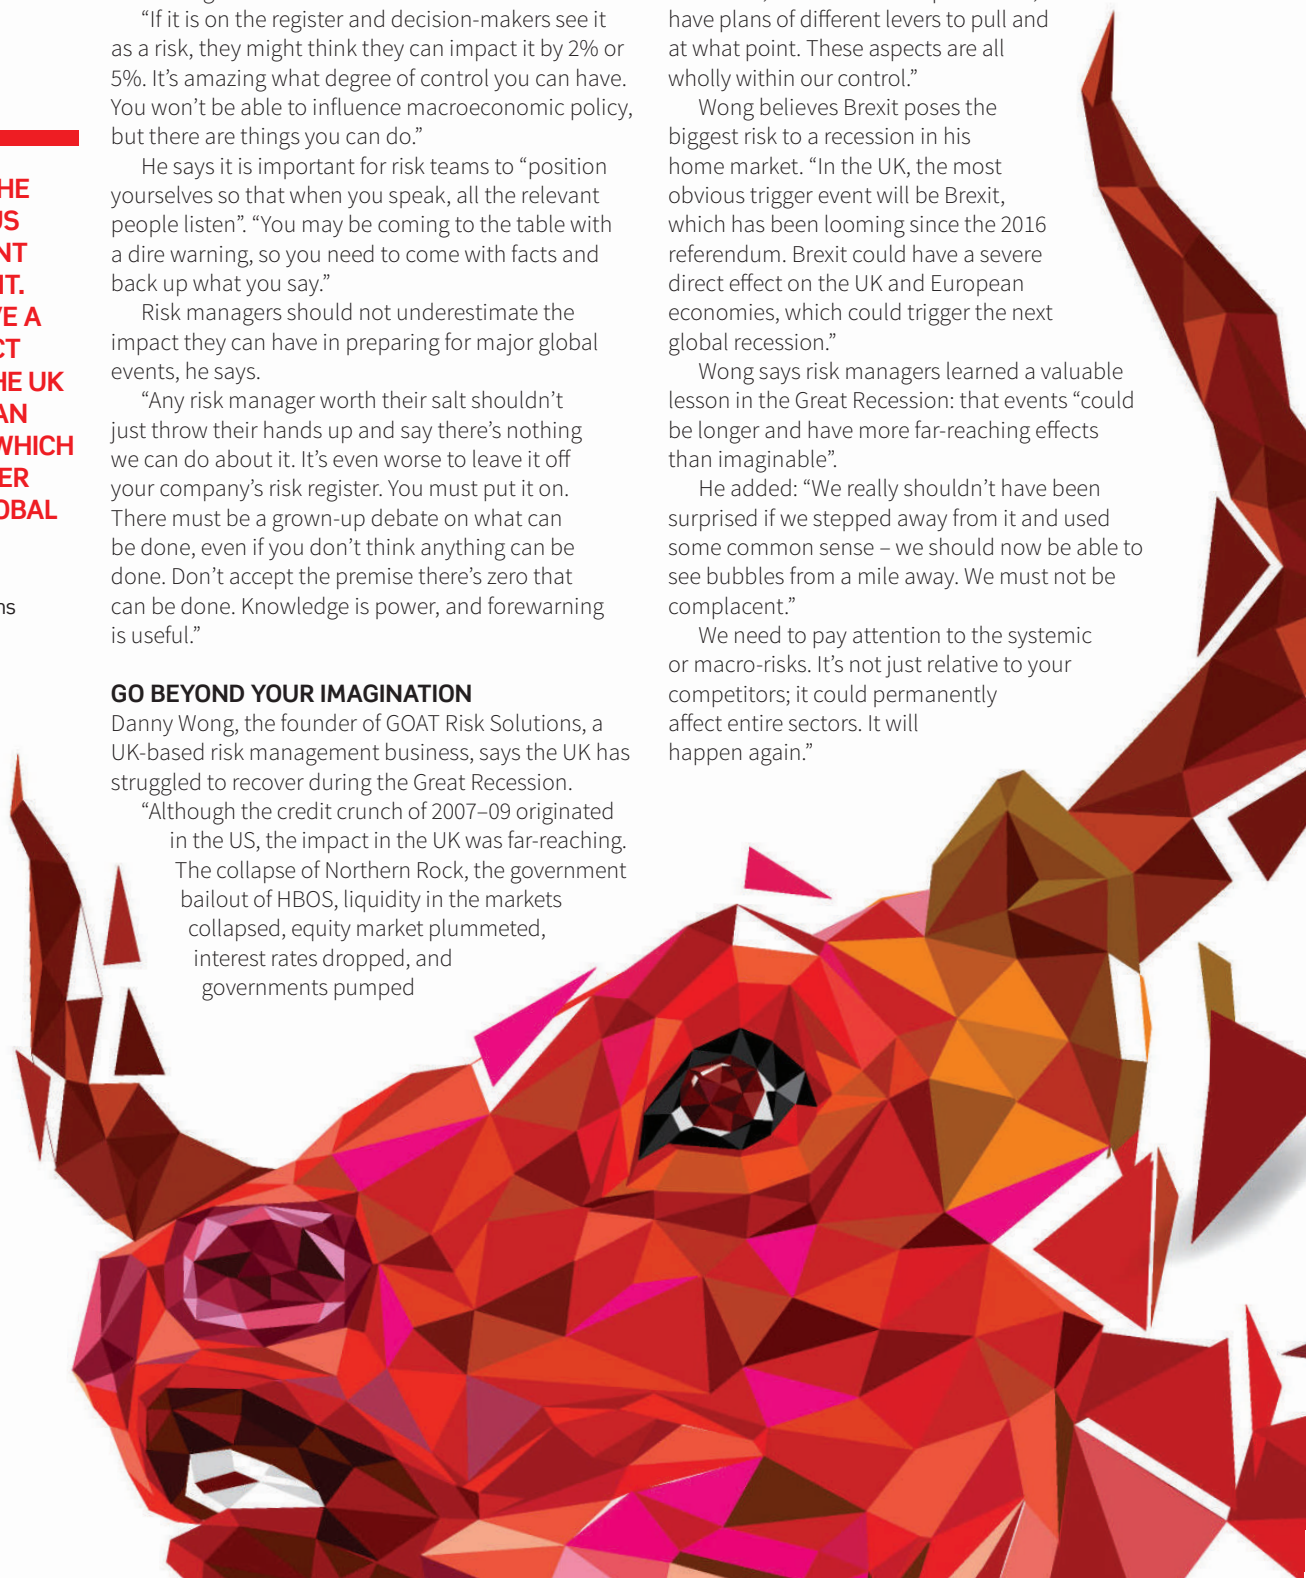 HE
US
NT
IT.
VE A
CT
HE UK
AN
WHICH
ER
OBAL
ns
“If it is on the register and decision-makers see it
as a risk, they might think they can impact it by 2% or
5%. It’s amazing what degree of control you can have.
You won’t be able to influence macroeconomic policy,
but there are things you can do.”
He says it is important for risk teams to “position
yourselves so that when you speak, all the relevant
people listen”. “You may be coming to the table with
a dire warning, so you need to come with facts and
back up what you say.”
Risk managers should not underestimate the
impact they can have in preparing for major global
events, he says.
“Any risk manager worth their salt shouldn’t
just throw their hands up and say there’s nothing
we can do about it. It’s even worse to leave it off
your company’s risk register. You must put it on.
There must be a grown-up debate on what can
be done, even if you don’t think anything can be
done. Don’t accept the premise there’s zero that
can be done. Knowledge is power, and forewarning
is useful.”
GO BEYOND YOUR IMAGINATION
Danny Wong, the founder of GOAT Risk Solutions, a
UK-based risk management business, says the UK has
struggled to recover during the Great Recession.
“Although the credit crunch of 2007–09 originated
in the US, the impact in the UK was far-reaching.
The collapse of Northern Rock, the government
bailout of HBOS, liquidity in the markets
collapsed, equity market plummeted,
interest rates dropped, and
governments pumped
have plans of different levers to pull and
at what point. These aspects are all
wholly within our control.”
Wong believes Brexit poses the
biggest risk to a recession in his
home market. “In the UK, the most
obvious trigger event will be Brexit,
which has been looming since the 2016
referendum. Brexit could have a severe
direct effect on the UK and European
economies, which could trigger the next
global recession.”
Wong says risk managers learned a valuable
lesson in the Great Recession: that events “could
be longer and have more far-reaching effects
than imaginable”.
He added: “We really shouldn’t have been
surprised if we stepped away from it and used
some common sense – we should now be able to
see bubbles from a mile away. We must not be
complacent.”
We need to pay attention to the systemic
or macro-risks. It’s not just relative to your
competitors; it could permanently
affect entire sectors. It will
happen again.”